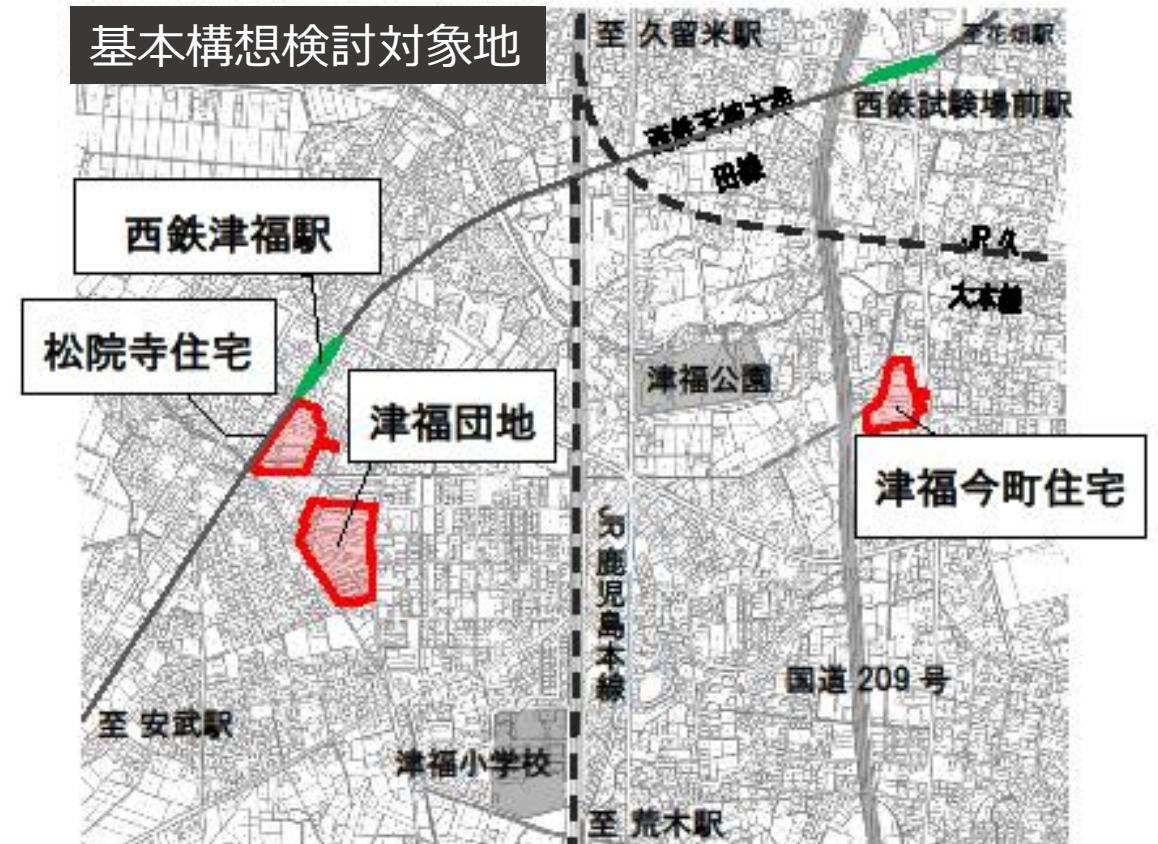 基本構想検討対象地
至 久留米駅
至花畑駅
西鉄試験場前駅
西鉄天神大牟
田線
西鉄津福駅
JR久
大本線
松院寺住宅
津福公園
津福団地
津福今町住宅
JR鹿児島本線
国道 209 号
至 安武駅
津福小学校
至 荒木駅